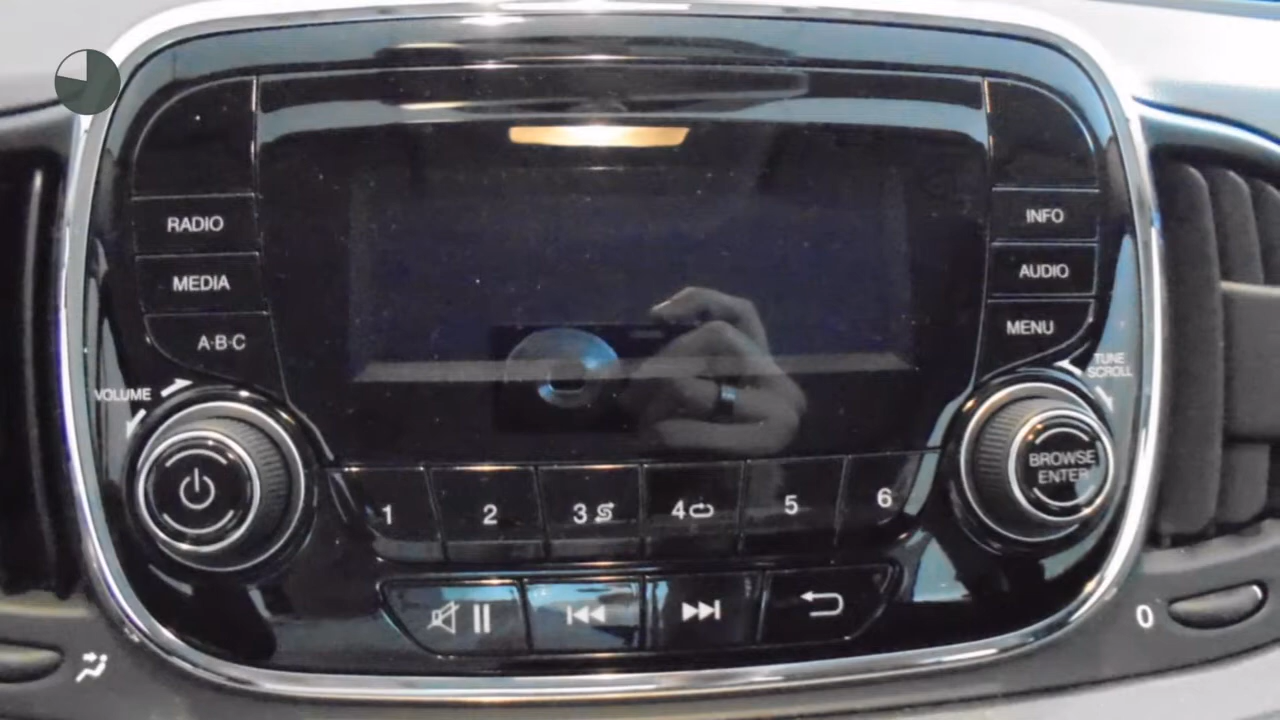 RADIO
INFO
MEDIA
AUDIO
A·B·C
MENU
VOLUME
TUNE
SCROLL
BROWSE
ENTER
1 2 3 4 5 6
0